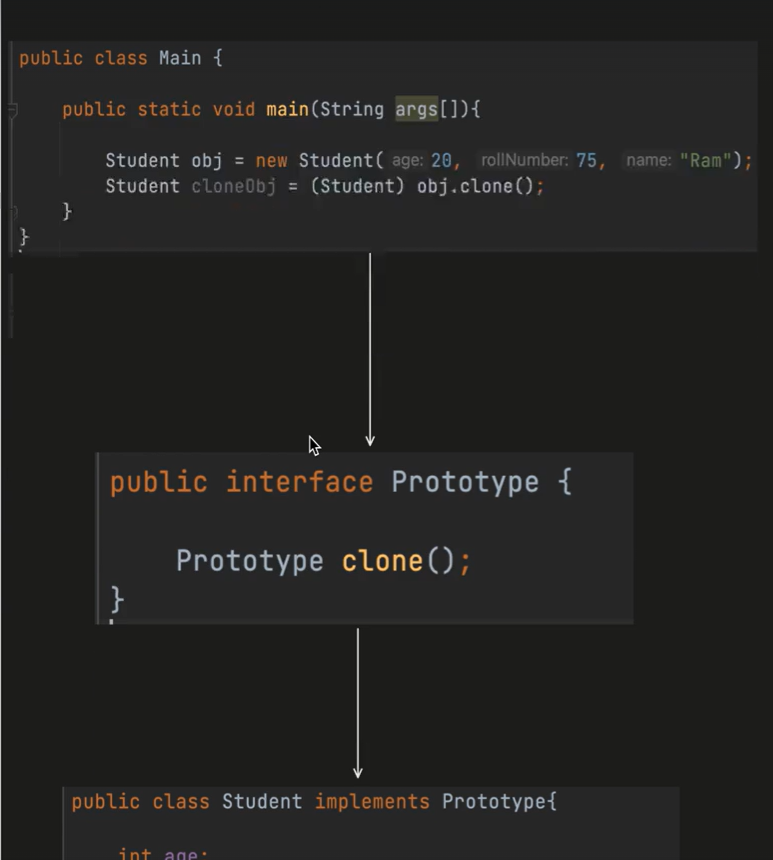 public class Main {
public static void main(String args[]){
Student obj = new Student( age: 20, rollNumber: 75, name: "Ram");
Student cloneObj = (Student) obj.clone();
}
}
public interface Prototype {
Prototype clone();
}
public class Student implements Prototype{
int age;